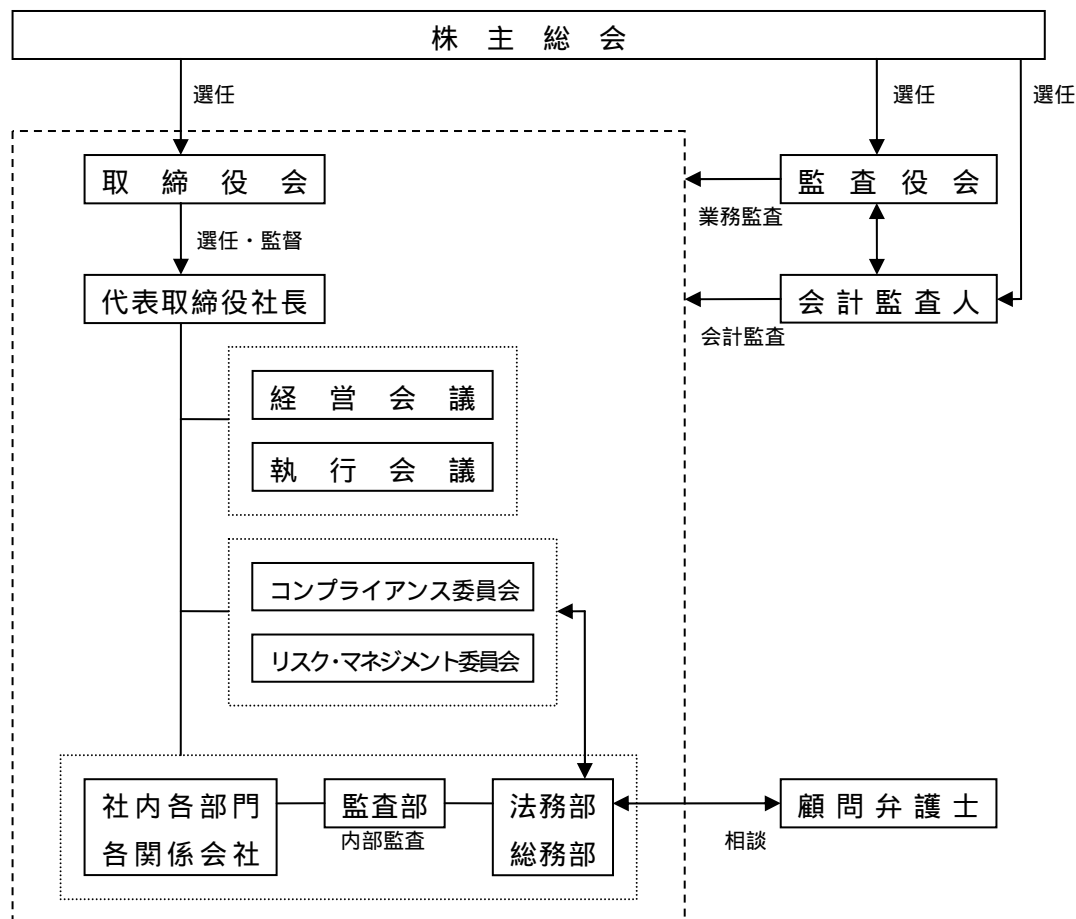 株主総会
選任
選任
選任
取締役会
監査役会
業務監査
選任・監督
代表取締役社長
会計監査人
会計監査
経営会議
執行会議
コンプライアンス委員会
リスク・マネジメント委員会
社内各部門
各関係会社
監査部
内部監査
法務部
総務部
相談
顧問弁護士